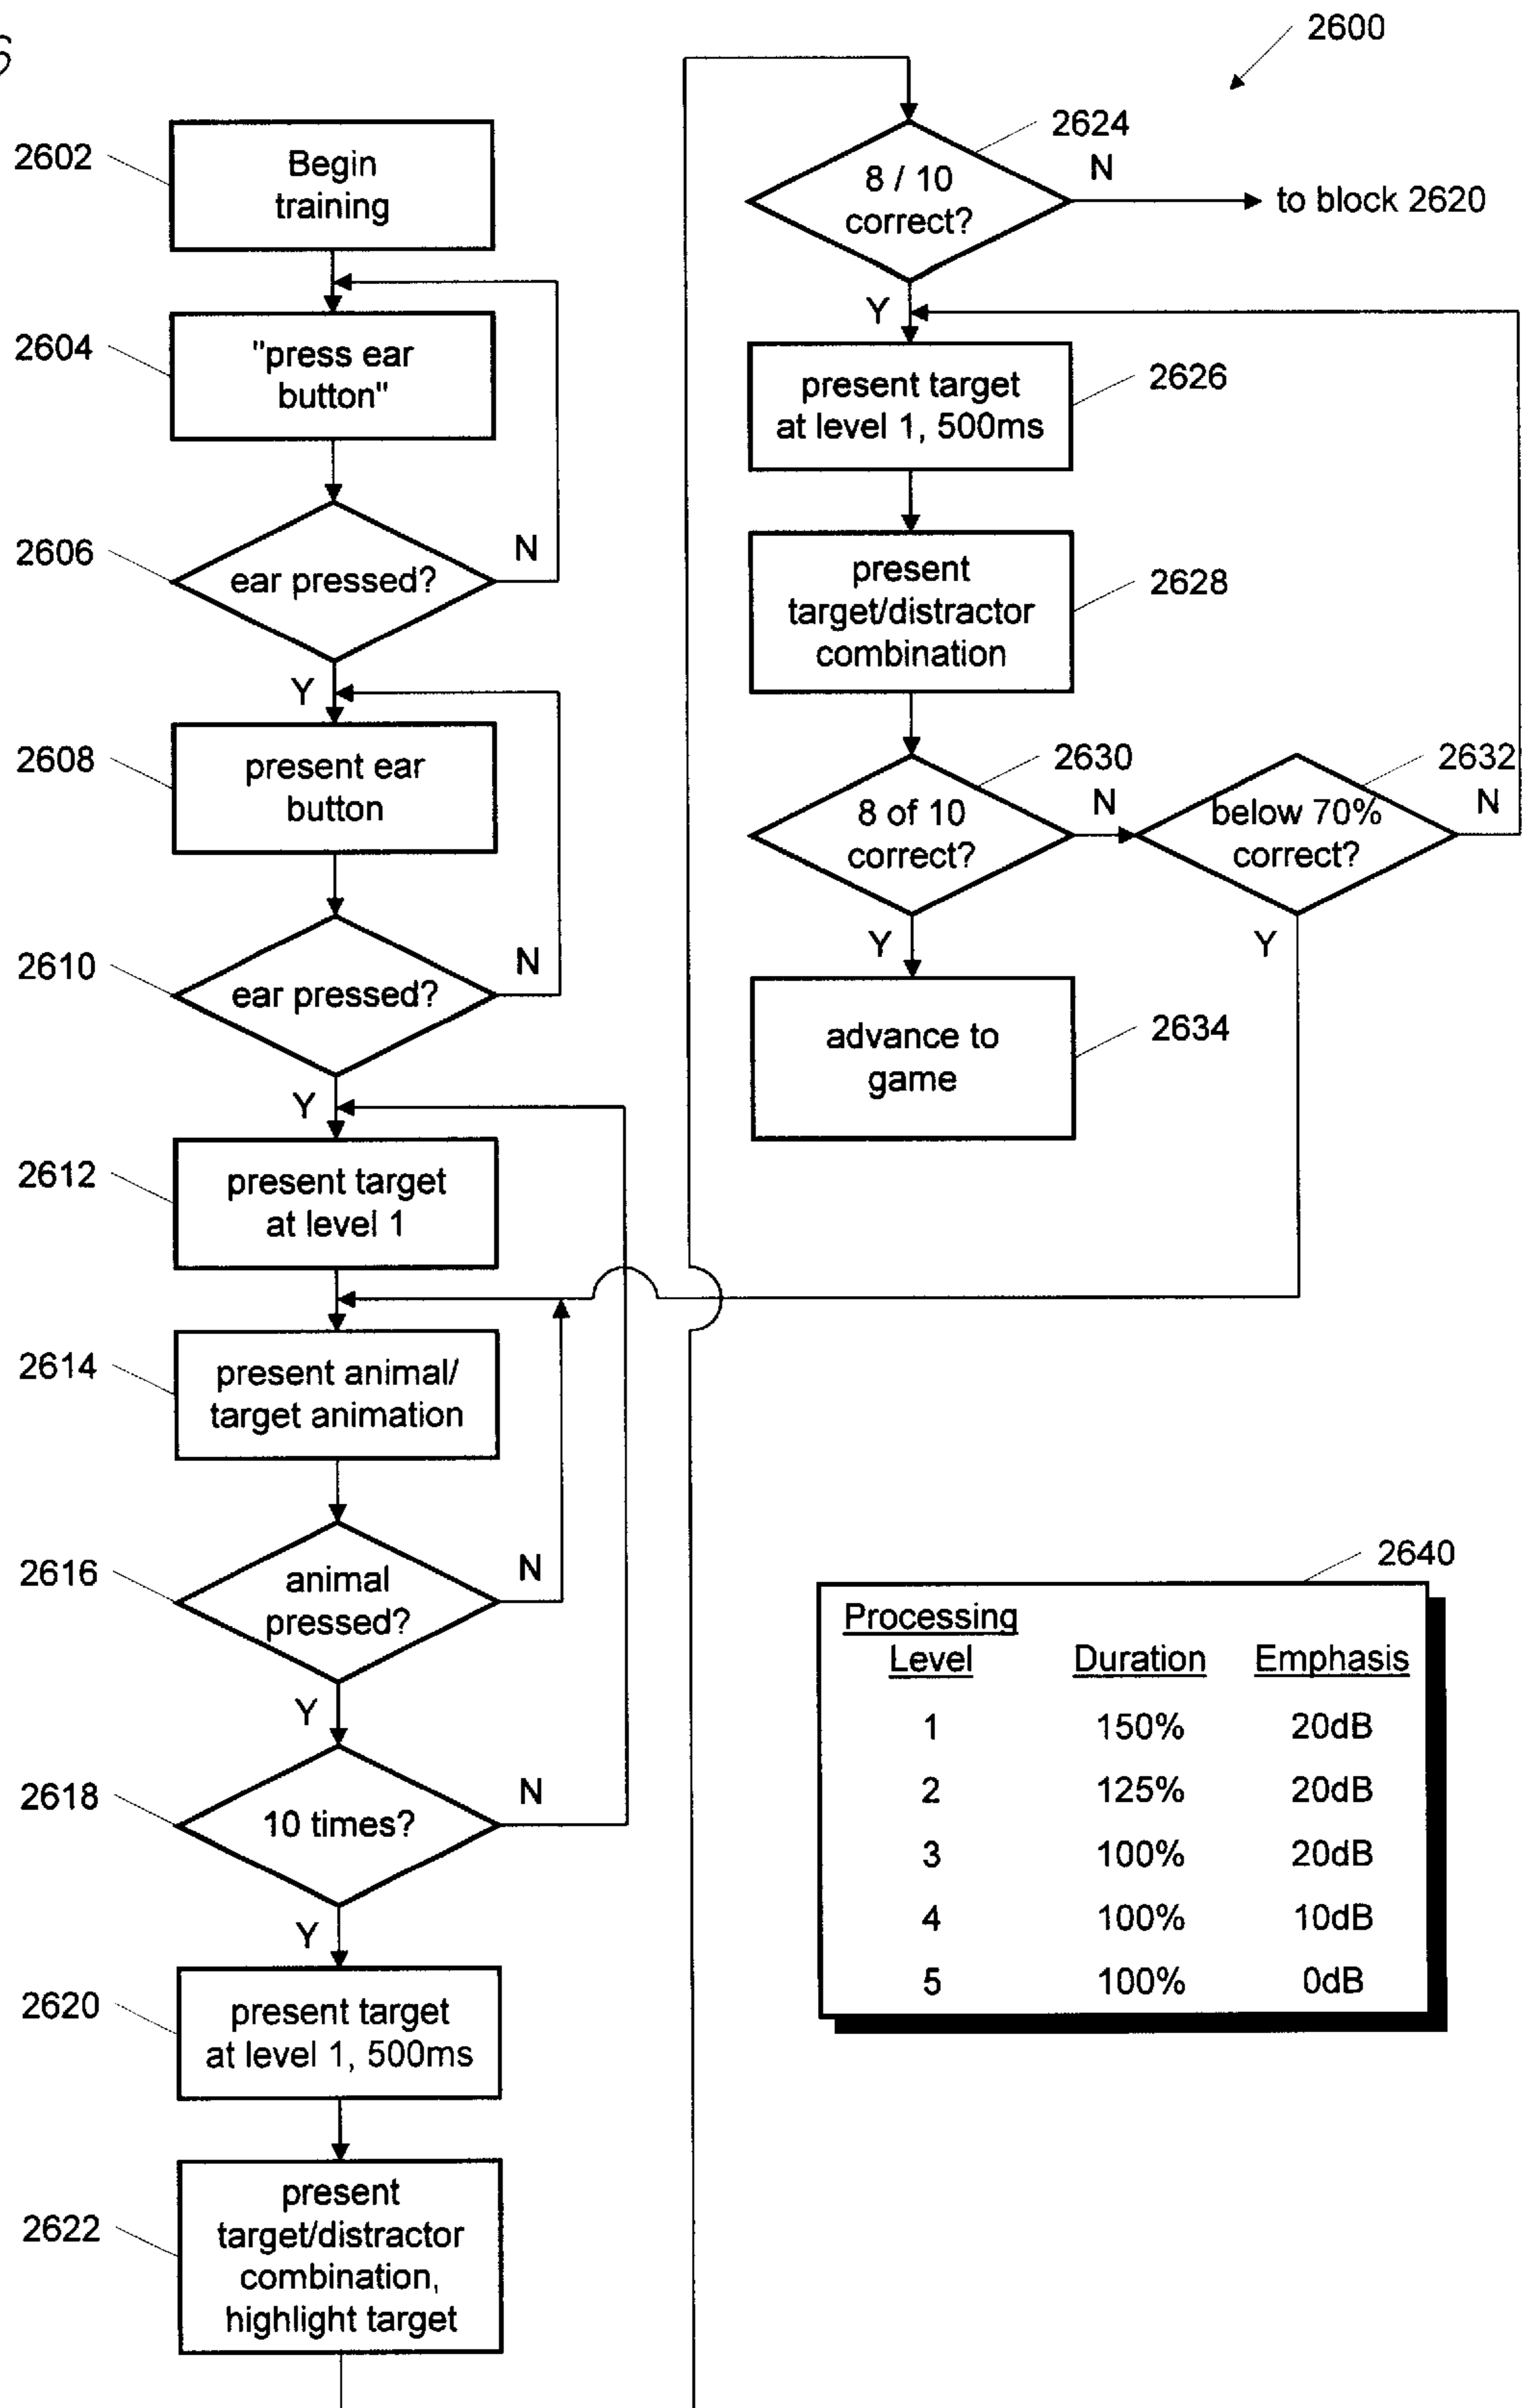 6
2602
Begin
training
2604
"press ear
button"
2606
ear pressed?
N
Y
2608
present ear
button
2610
ear pressed?
N
Y
2612
present target
at level 1
2614
present animal/
target animation
2616
animal
pressed?
N
Y
2618
10 times?
N
Y
2620
present target
at level 1, 500ms
2622
present
target/distractor
combination,
highlight target
2600
2624
8 / 10
correct?
N
to block 2620
Y
2626
present target
at level 1, 500ms
2628
present
target/distractor
combination
2630
8 of 10
correct?
N
Y
2632
below 70%
correct?
N
Y
2634
advance to
game
2640
Processing
Level Duration Emphasis
1 150% 20dB
2 125% 20dB
3 100% 20dB
4 100% 10dB
5 100% 0dB